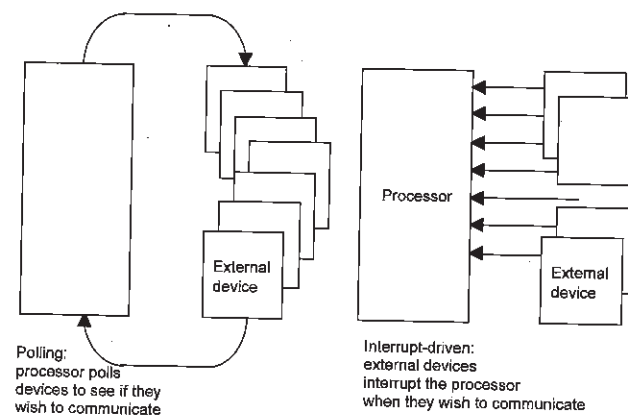 External
device
Polling:
processor polls
devices to see if they
wish to communicate
Processor
External
device
Interrupt-driven:
external devices
interrupt the processor
when they wish to communicate